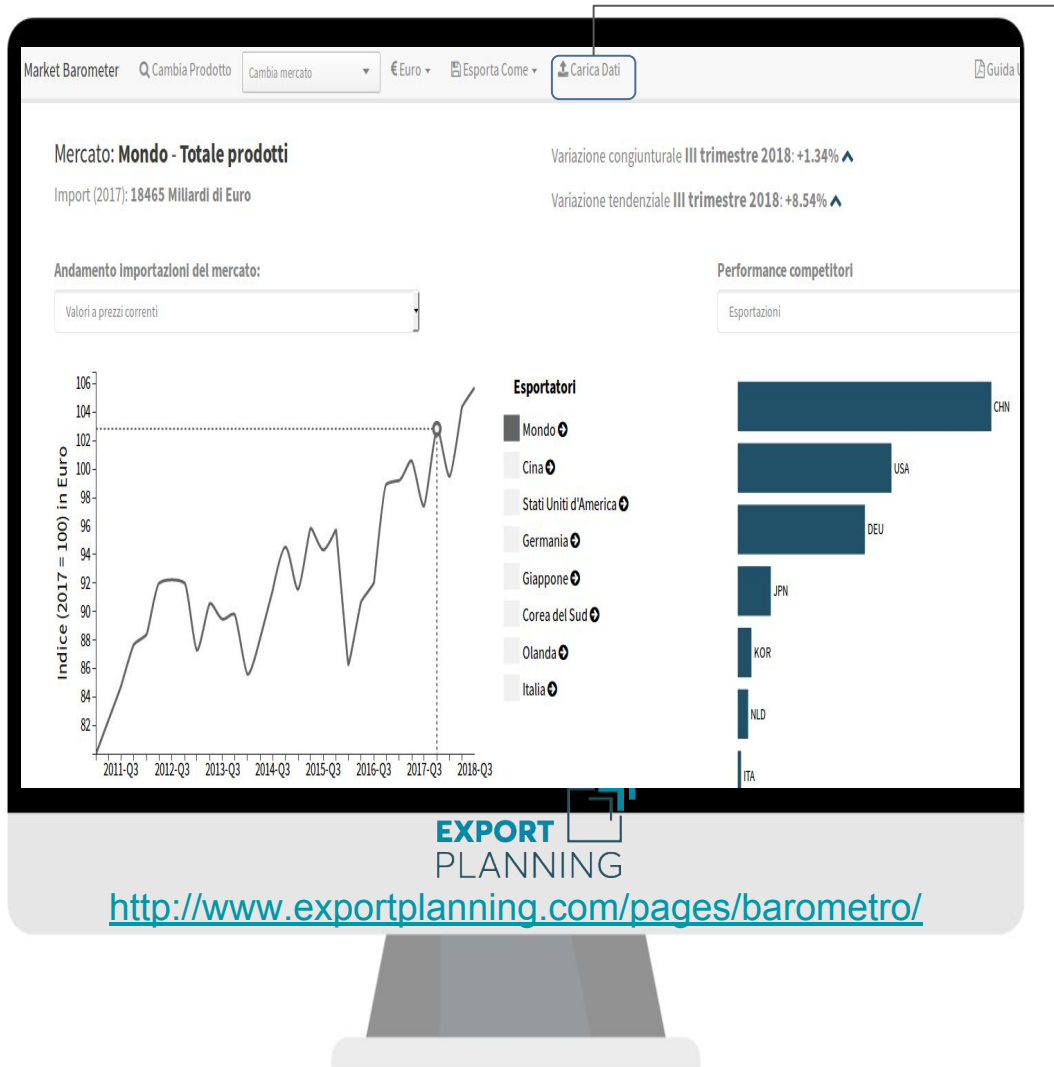 Market Barometer Cambia Prodotto Cambia mercato €Euro Esporta Come Carica Dati Guida
Mercato: Mondo - Totale prodotti
Import (2017): 18465 Miliardi di Euro
Variazione congiunturale III trimestre 2018: +1.34%
Variazione tendenziale III trimestre 2018: +8.54%
Andamento importazioni del mercato:
Valori a prezzi correnti
Performance competitori
Esportazioni
Indice (2017 = 100) in Euro
106
104
102
100
98
96
94
92
90
88
86
84
82
2011-Q3 2012-Q3 2013-Q3 2014-Q3 2015-Q3 2016-Q3 2017-Q3 2018-Q3
Esportatori
Mondo
Cina
Stati Uniti d'America
Germania
Giappone
Corea del Sud
Olanda
Italia
CHN
USA
DEU
JPN
KOR
NLD
ITA
EXPORT
PLANNING
http://www.exportplanning.com/pages/barometro/